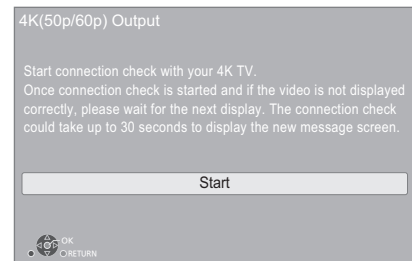 4K(50p/60p) Output
Start connection check with your 4K TV.
Once connection check is started and if the video is not displayed
correctly, please wait for the next display. The connection check
could take up to 30 seconds to display the new message screen.
Start
OK
RETURN